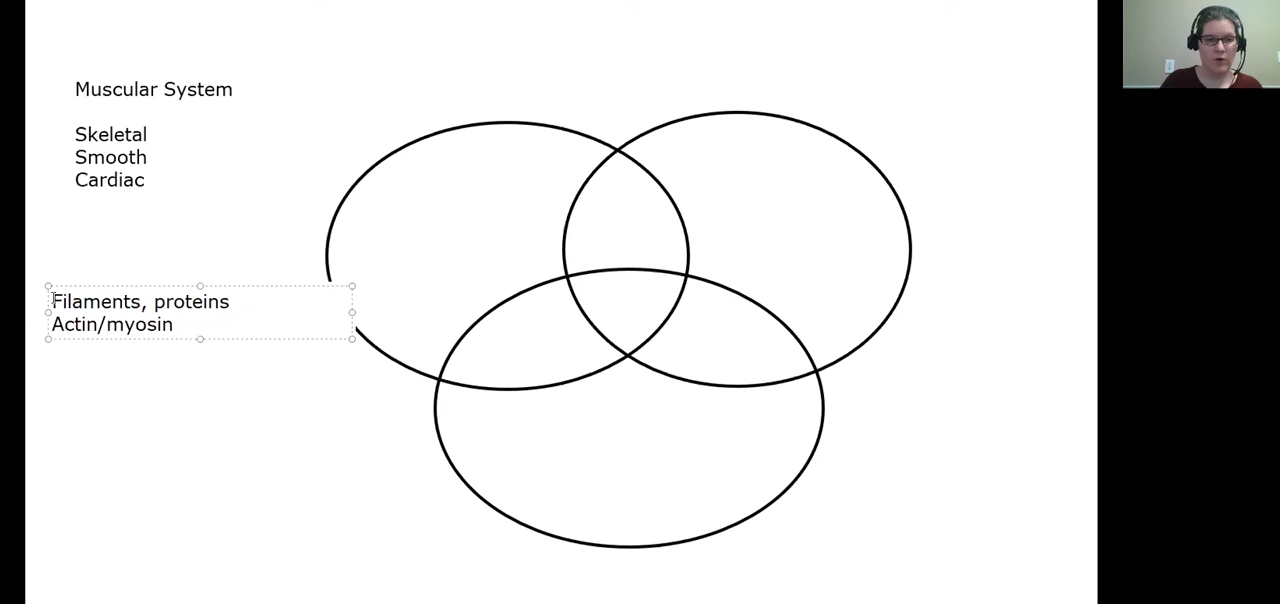 Muscular System
Skeletal
Smooth
Cardiac
Filaments, proteins
Actin/myosin